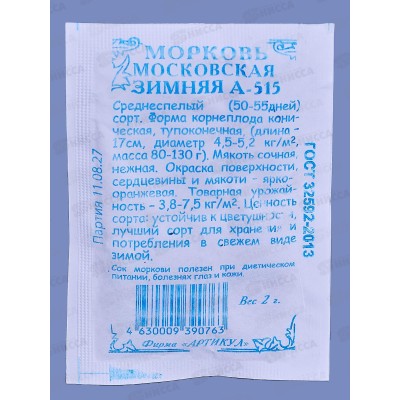 МОРКОВЬ
МОСКОВСКАЯ
ЗИМНЯЯ А-515
Среднеспелый (50-55дней)
сорт. Форма корнеплода кони-
ческая, тупоконечная, (длина -
17см, диаметр 4,5-5,2 кг/м²,
масса 80-130 г). Мякоть сочная,
нежная. Окраска поверхности,
сердцевины и мякоти - ярко-
оранжевая. Товарная урожай-
ность - 3,8-7,5 кг/м². Ценность
сорта: устойчив к цветушности,
лучший сорт для хранения и
потребления в свежем виде
зимой.
Сок моркови полезен при диетическом
питании, болезнях глаз и кожи.
Вес 2 г.
4 630009 390763
Фирма «АРТИКУЛ»
Партия 11.08.27
ГОСТ 32592-2013